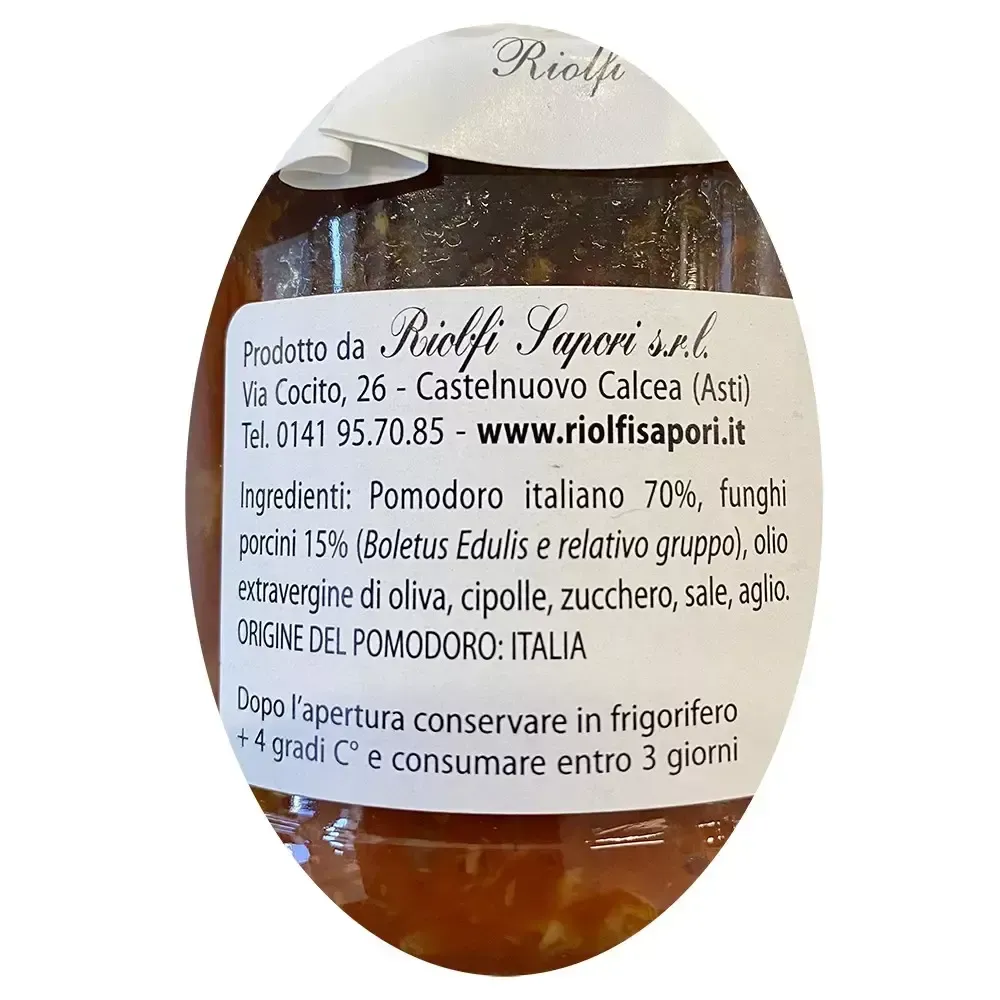 Riolfi
Prodotto da Riolfi Sapori s.r.l.
Via Cocito, 26 - Castelnuovo Calcea (Asti)
Tel. 0141 95.70.85 - www.riolfisapori.it
Ingredienti: Pomodoro italiano 70%, funghi
porcini 15% (Boletus Edulis e relativo gruppo), olio
extravergine di oliva, cipolle, zucchero, sale, aglio.
ORIGINE DEL POMODORO: ITALIA
Dopo l'apertura conservare in frigorifero
+ 4 gradi C° e consumare entro 3 giorni